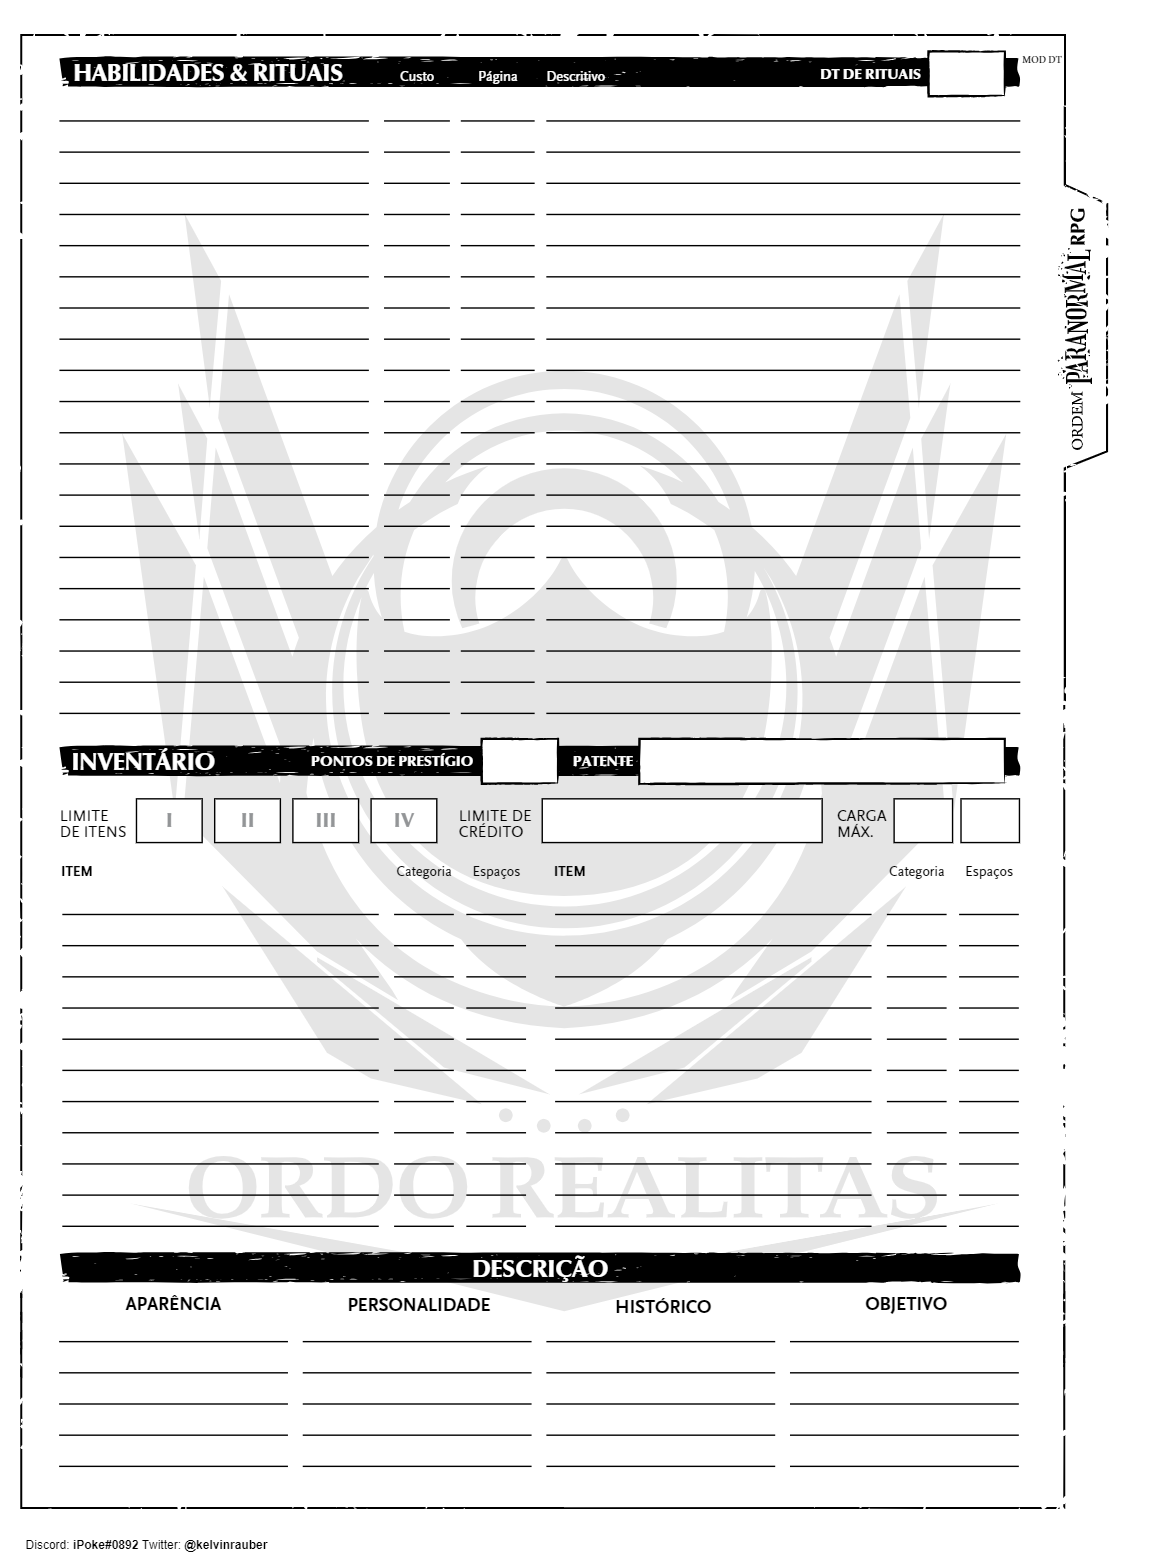 HABILIDADES & RITUAIS Custo Página Descritivo DT DE RITUAIS MOD DT
ORDEM PARANORMAL RPG
INVENTÁRIO PONTOS DE PRESTÍGIO PATENTE
LIMITE DE ITENS I II III IV LIMITE DE CRÉDITO CARGA MÁX.
ITEM Categoria Espaços ITEM Categoria Espaços
ORDO REALITAS
DESCRIÇÃO
APARÊNCIA PERSONALIDADE HISTÓRICO OBJETIVO
Discord: iPoke#0892 Twitter: @kelvinrauber